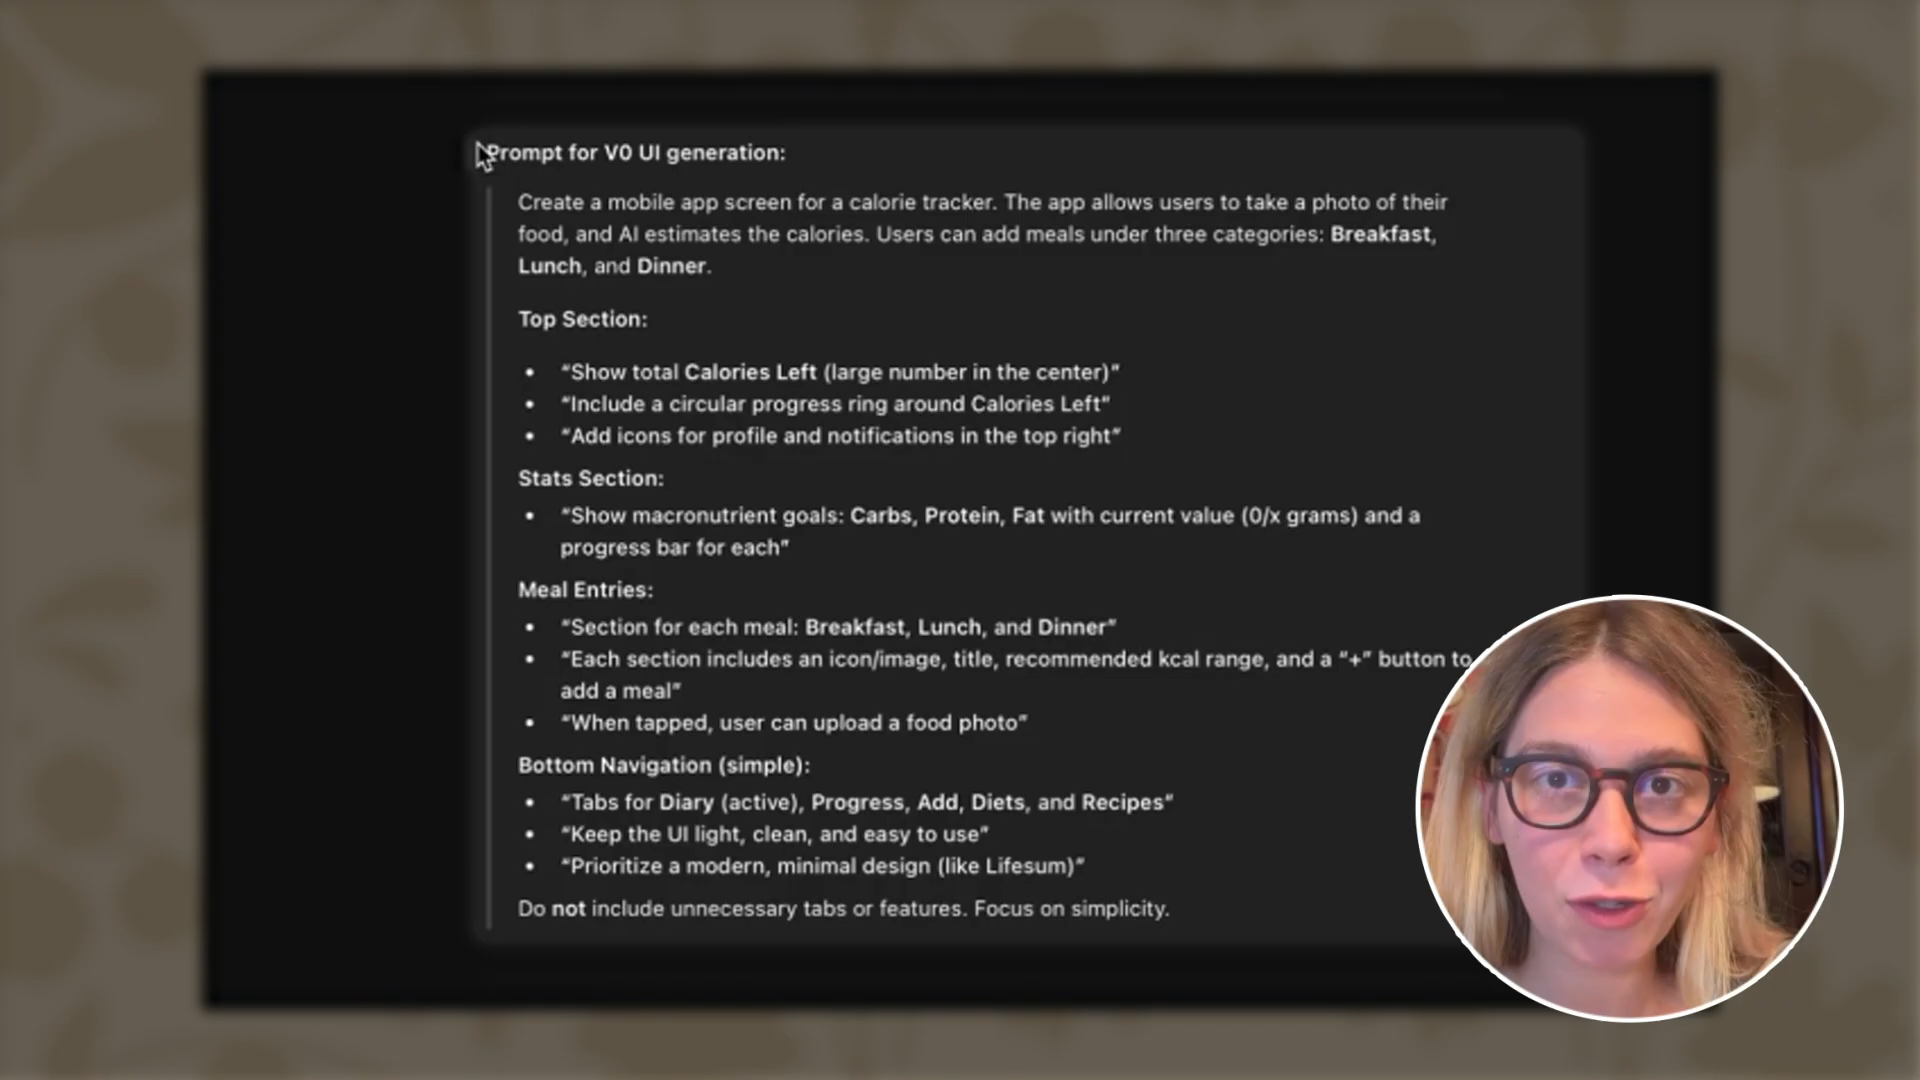 Prompt for V0 UI generation:
Create a mobile app screen for a calorie tracker. The app allows users to take a photo of their
food, and AI estimates the calories. Users can add meals under three categories: Breakfast,
Lunch, and Dinner.
Top Section:
• “Show total Calories Left (large number in the center)”
• “Include a circular progress ring around Calories Left”
• “Add icons for profile and notifications in the top right”
Stats Section:
• “Show macronutrient goals: Carbs, Protein, Fat with current value (0/x grams) and a
progress bar for each”
Meal Entries:
• “Section for each meal: Breakfast, Lunch, and Dinner”
• “Each section includes an icon/image, title, recommended kcal range, and a “+” button to
add a meal”
• “When tapped, user can upload a food photo”
Bottom Navigation (simple):
• “Tabs for Diary (active), Progress, Add, Diets, and Recipes”
• “Keep the UI light, clean, and easy to use”
• “Prioritize a modern, minimal design (like Lifesum)”
Do not include unnecessary tabs or features. Focus on simplicity.